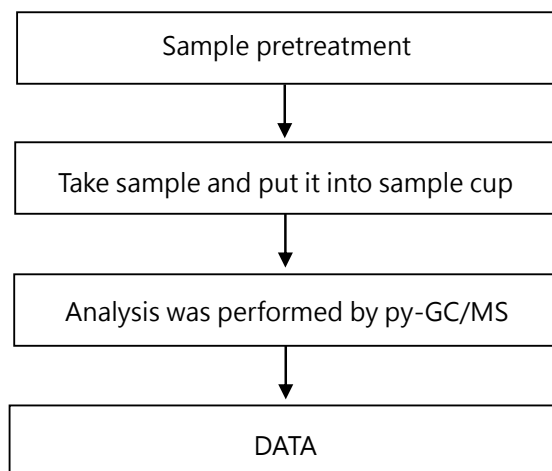 Sample pretreatment
Take sample and put it into sample cup
Analysis was performed by py-GC/MS
DATA